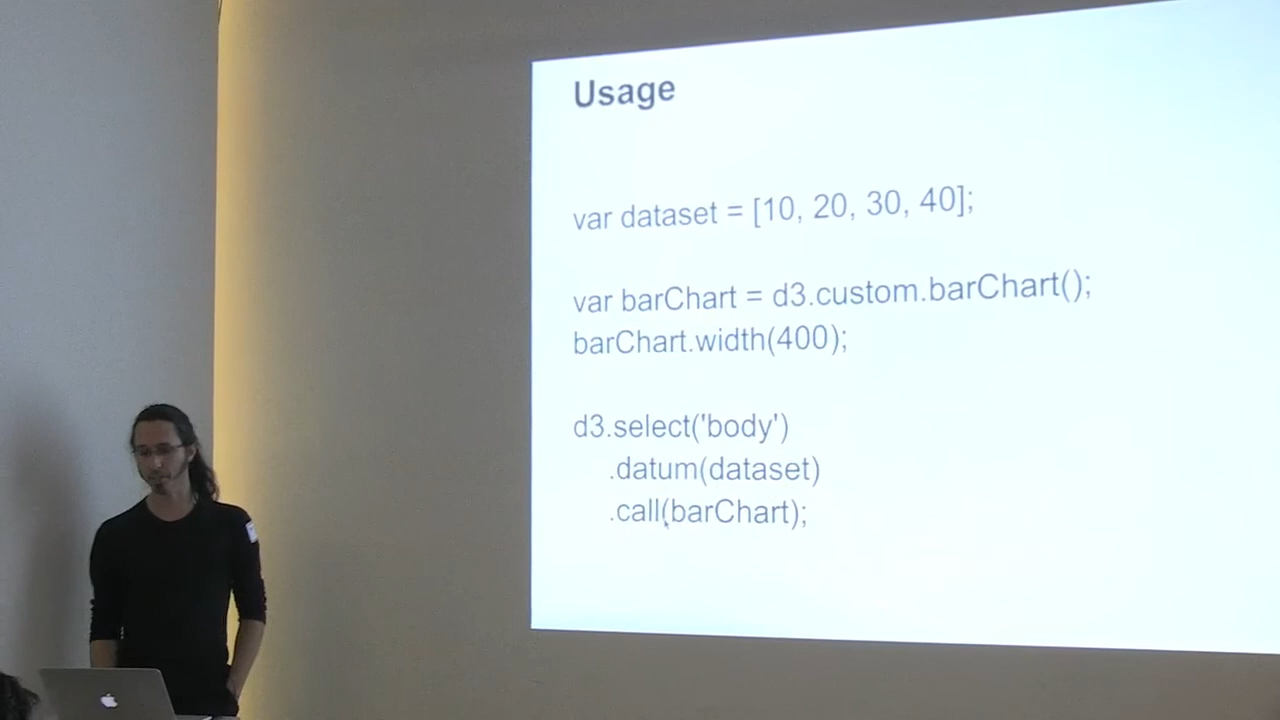 Usage
var dataset = [10, 20, 30, 40];
var barChart = d3.custom.barChart();
barChart.width(400);
d3.select('body')
.datum(dataset)
.call(barChart);